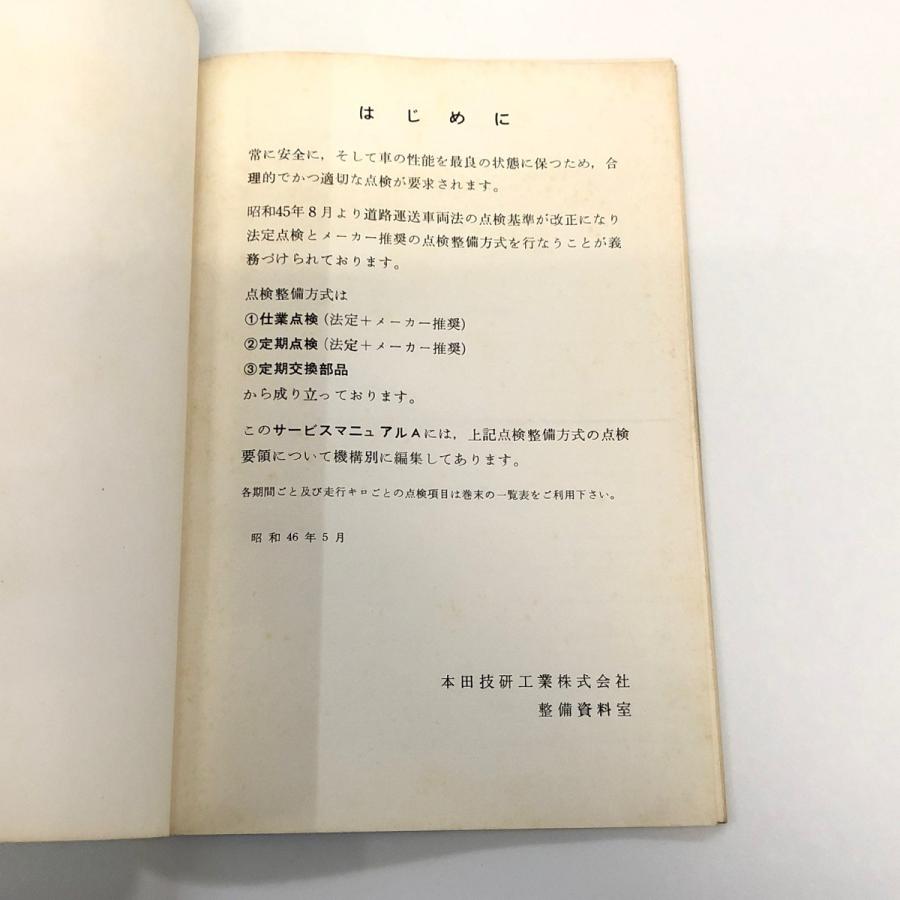 はじめに
常に安全に，そして車の性能を最良の状態に保つため，合
理的でかつ適切な点検が要求されます。
昭和45年8月より道路運送車両法の点検基準が改正になり
法定点検とメーカー推奨の点検整備方式を行なうことが義
務づけられております。
点検整備方式は
①仕業点検(法定＋メーカー推奨)
②定期点検(法定＋メーカー推奨)
③定期交換部品
から成り立っております。
このサービスマニュアルAには，上記点検整備方式の点検
要領について機構別に編集してあります。
各期間ごと及び走行キロごとの点検項目は巻末の一覧表をご利用下さい。
昭和46年5月
本田技研工業株式会社
整備資料室